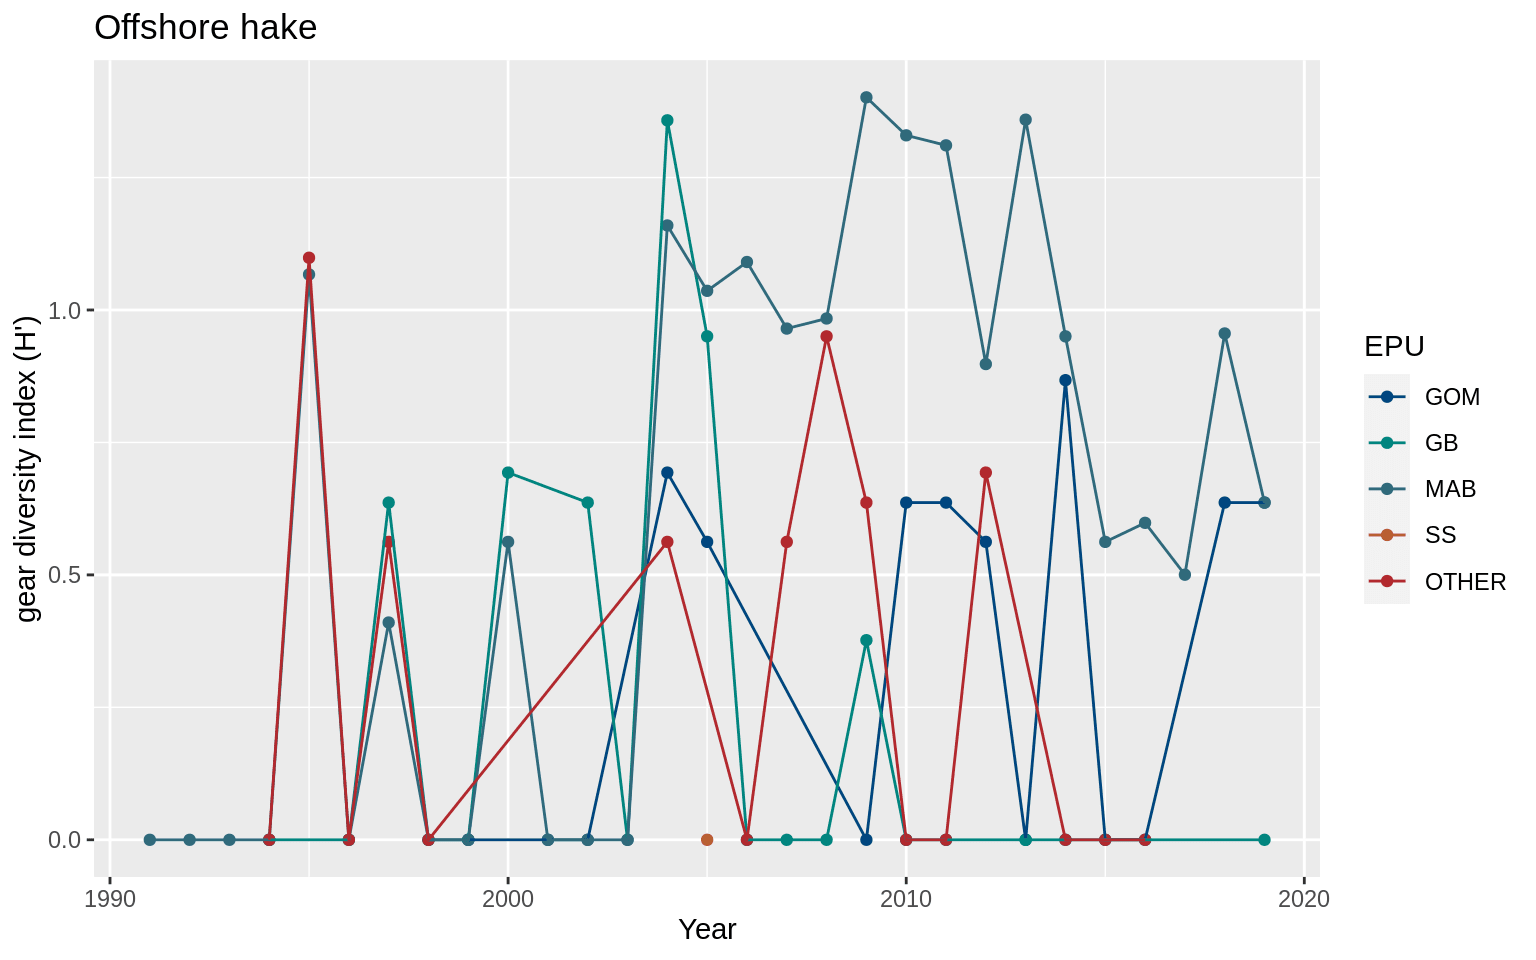 Offshore hake
gear diversity index (H')
1.0
0.5
0.0
1990
2000
2010
2020
Year
EPU
GOM
GB
MAB
SS
OTHER